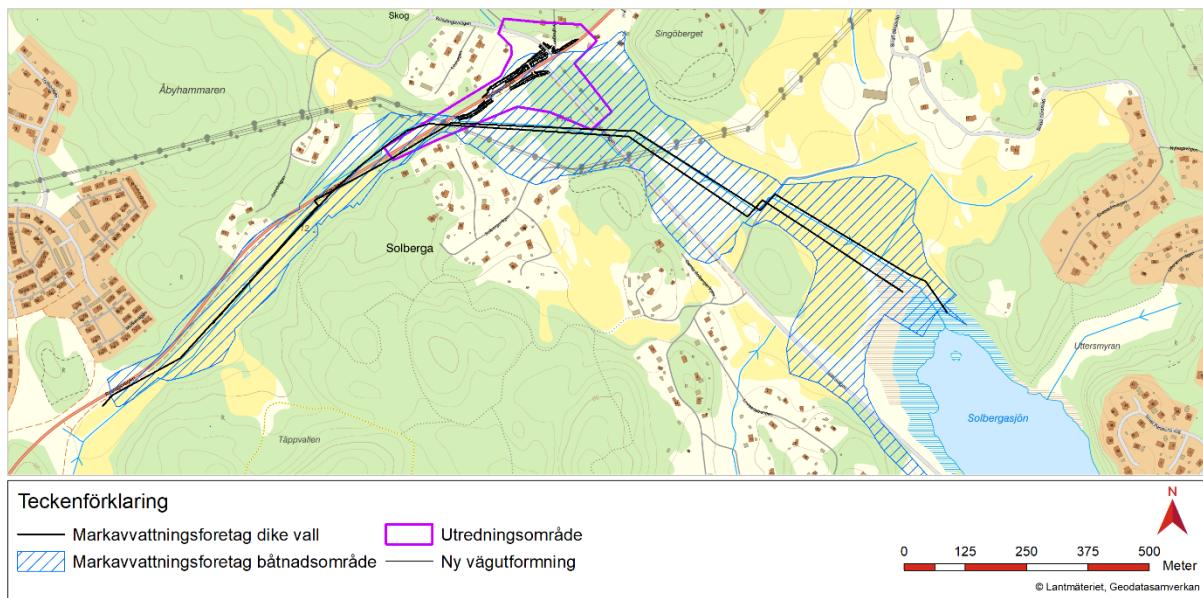 Skog
Singöberget
Åbyhammaren
Solberga
Uttersmyran
Solbergasjön
Täppvallen
Teckenförklaring
Markavvattningsforetag dike vall
Utredningsområde
Markavvattningsforetag båtnadsområde
Ny vägutformning
N
0 125 250 375 500
Meter
© Lantmäteriet, Geodatasamverkan